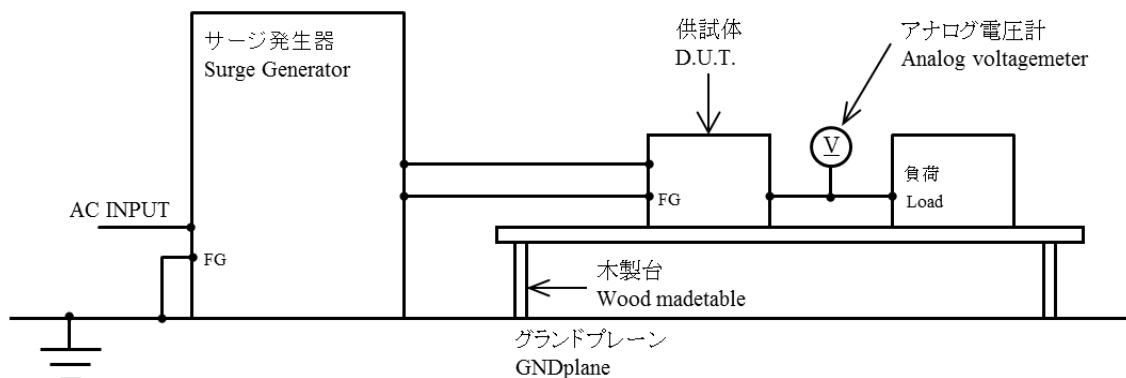 サージ発生器
Surge Generator
供試体
D.U.T.
アナログ電圧計
Analog voltagemeter
V
負荷
Load
FG
AC INPUT
FG
木製台
Wood madetable
グランドプレーン
GNDplane